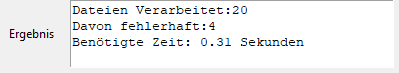 Ergebnis
Dateien Verarbeitet:20
Davon fehlerhaft:4
Benötigte Zeit: 0.31 Sekunden